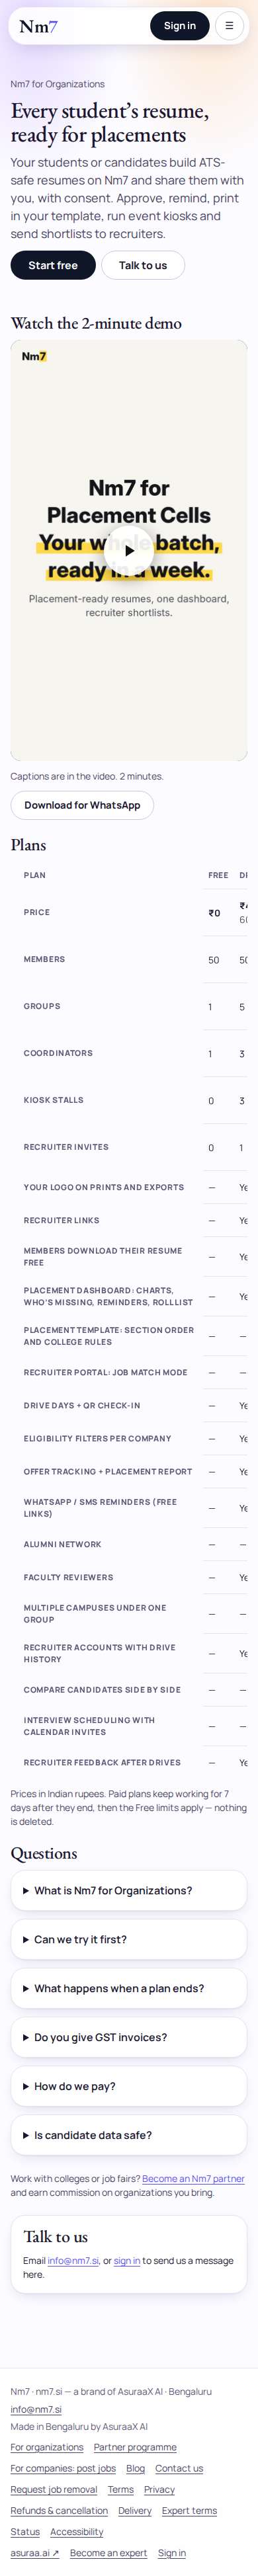 Nm7
Sign in
☰
Nm7 for Organizations
Every student's resume,
ready for placements
Your students or candidates build ATS-
safe resumes on Nm7 and share them with
you, with consent. Approve, remind, print
in your template, run event kiosks and
send shortlists to recruiters.
Start free
Talk to us
Watch the 2-minute demo
Nm7
Nm7 for
Placement Cells
Your whole batch,
ready in a week.
Placement-ready resumes, one dashboard,
recruiter shortlists.
Captions are in the video. 2 minutes.
Download for WhatsApp
Plans
PLAN FREE
PRICE ₹0
MEMBERS 50
GROUPS 1 5
COORDINATORS 1 3
KIOSK STALLS 0 3
RECRUITER INVITES 0 1
YOUR LOGO ON PRINTS AND EXPORTS —
RECRUITER LINKS —
MEMBERS DOWNLOAD THEIR RESUME
FREE —
PLACEMENT DASHBOARD: CHARTS,
WHO'S MISSING, REMINDERS, ROLL LIST —
PLACEMENT TEMPLATE: SECTION ORDER
AND COLLEGE RULES — —
RECRUITER PORTAL: JOB MATCH MODE — —
DRIVE DAYS + QR CHECK-IN —
ELIGIBILITY FILTERS PER COMPANY —
OFFER TRACKING + PLACEMENT REPORT —
WHATSAPP / SMS REMINDERS (FREE
LINKS) —
ALUMNI NETWORK — —
FACULTY REVIEWERS —
MULTIPLE CAMPUSES UNDER ONE
GROUP — —
RECRUITER ACCOUNTS WITH DRIVE
HISTORY —
COMPARE CANDIDATES SIDE BY SIDE — —
INTERVIEW SCHEDULING WITH
CALENDAR INVITES — —
RECRUITER FEEDBACK AFTER DRIVES —
Prices in Indian rupees. Paid plans keep working for 7
days after they end, then the Free limits apply — nothing
is deleted.
Questions
▶ What is Nm7 for Organizations?
▶ Can we try it first?
▶ What happens when a plan ends?
▶ Do you give GST invoices?
▶ How do we pay?
▶ Is candidate data safe?
Work with colleges or job fairs? Become an Nm7 partner
and earn commission on organizations you bring.
Talk to us
Email info@nm7.si, or sign in to send us a message
here.
Nm7 · nm7.si — a brand of AsuraaX AI · Bengaluru
info@nm7.si
Made in Bengaluru by AsuraaX AI
For organizations Partner programme
For companies: post jobs Blog Contact us
Request job removal Terms Privacy
Refunds & cancellation Delivery Expert terms
Status Accessibility
asuraa.ai ↗ Become an expert Sign in